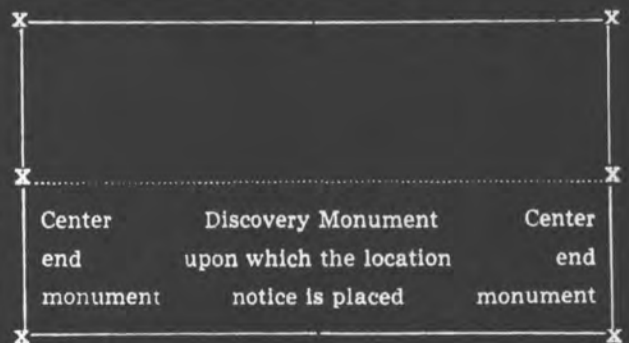 X X
X X
Center Discovery Monument Center
end upon which the location end
monument notice is placed monument
X X